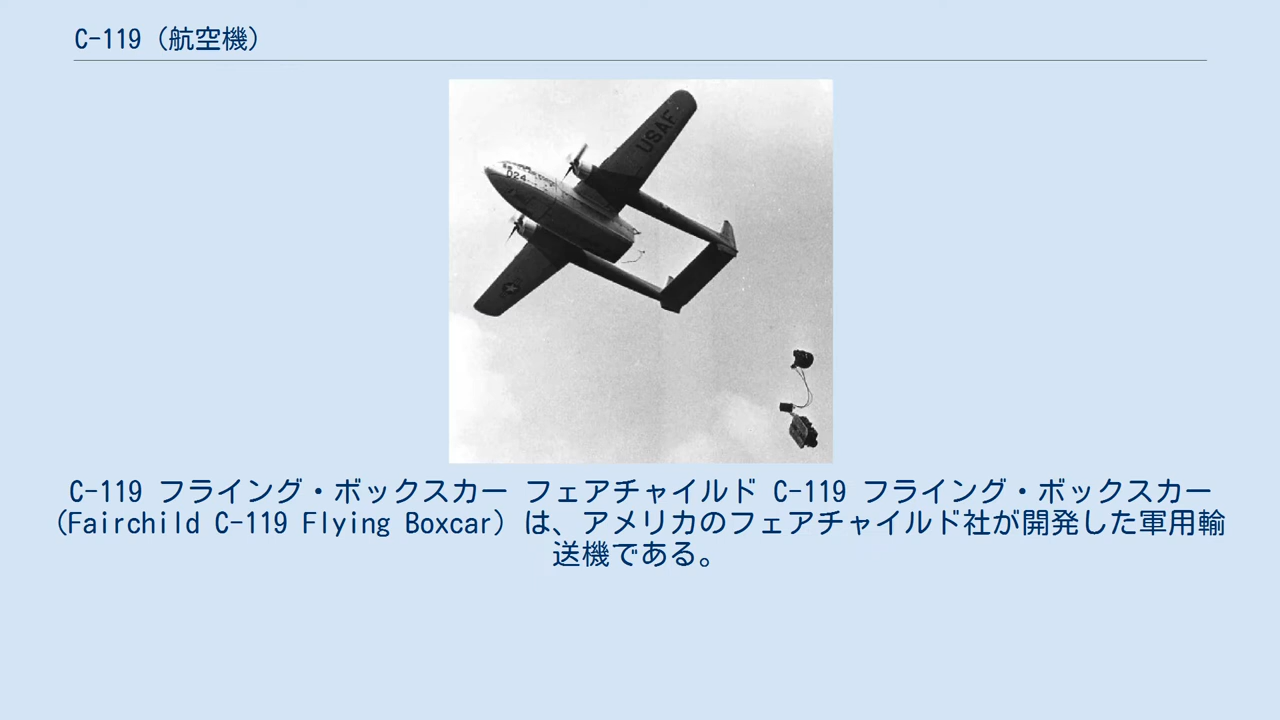 C-119（航空機）
USAF
024
C-119 フライング・ボックスカー フェアチャイルド C-119 フライング・ボックスカー
(Fairchild C-119 Flying Boxcar) は、アメリカのフェアチャイルド社が開発した軍用輸
送機である。